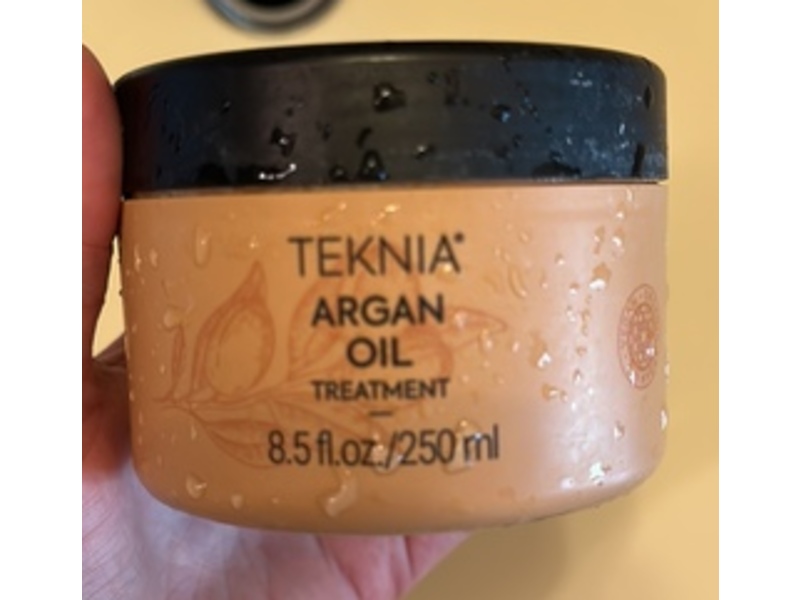 TEKNIA®
ARGAN
OIL
TREATMENT
8.5 fl.oz./250 ml